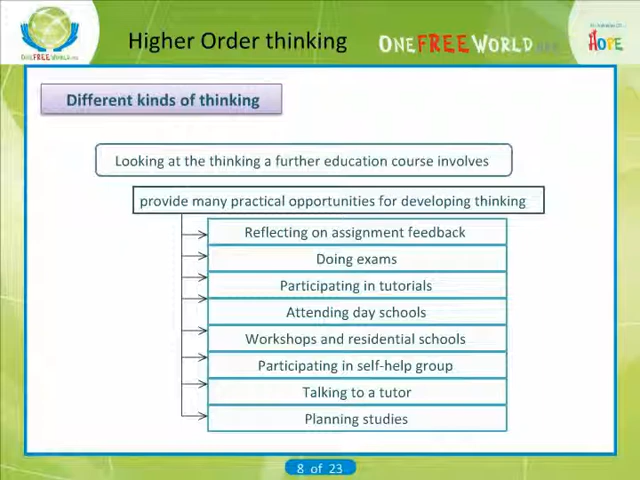 Higher Order thinking
ONEFREEWORLD
ONEFREEWORLD
HOPE
Different kinds of thinking
Looking at the thinking a further education course involves
provide many practical opportunities for developing thinking
Reflecting on assignment feedback
Doing exams
Participating in tutorials
Attending day schools
Workshops and residential schools
Participating in self-help group
Talking to a tutor
Planning studies
8 of 23